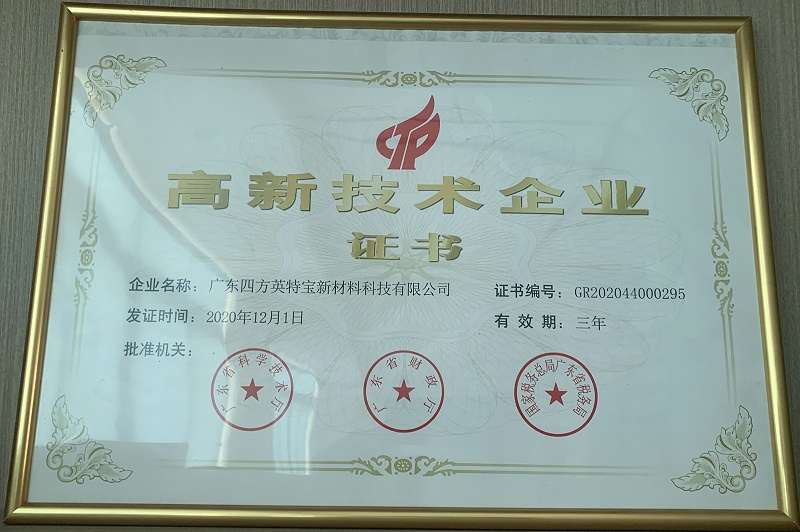 高新技术企业
证书
企业名称：广东四方英特宝新材料科技有限公司
证书编号：GR202044000295
发证时间：2020年12月1日
有效期：三年
批准机关：
广东省科学技术厅
广东省财政厅
国家税务总局广东省税务局